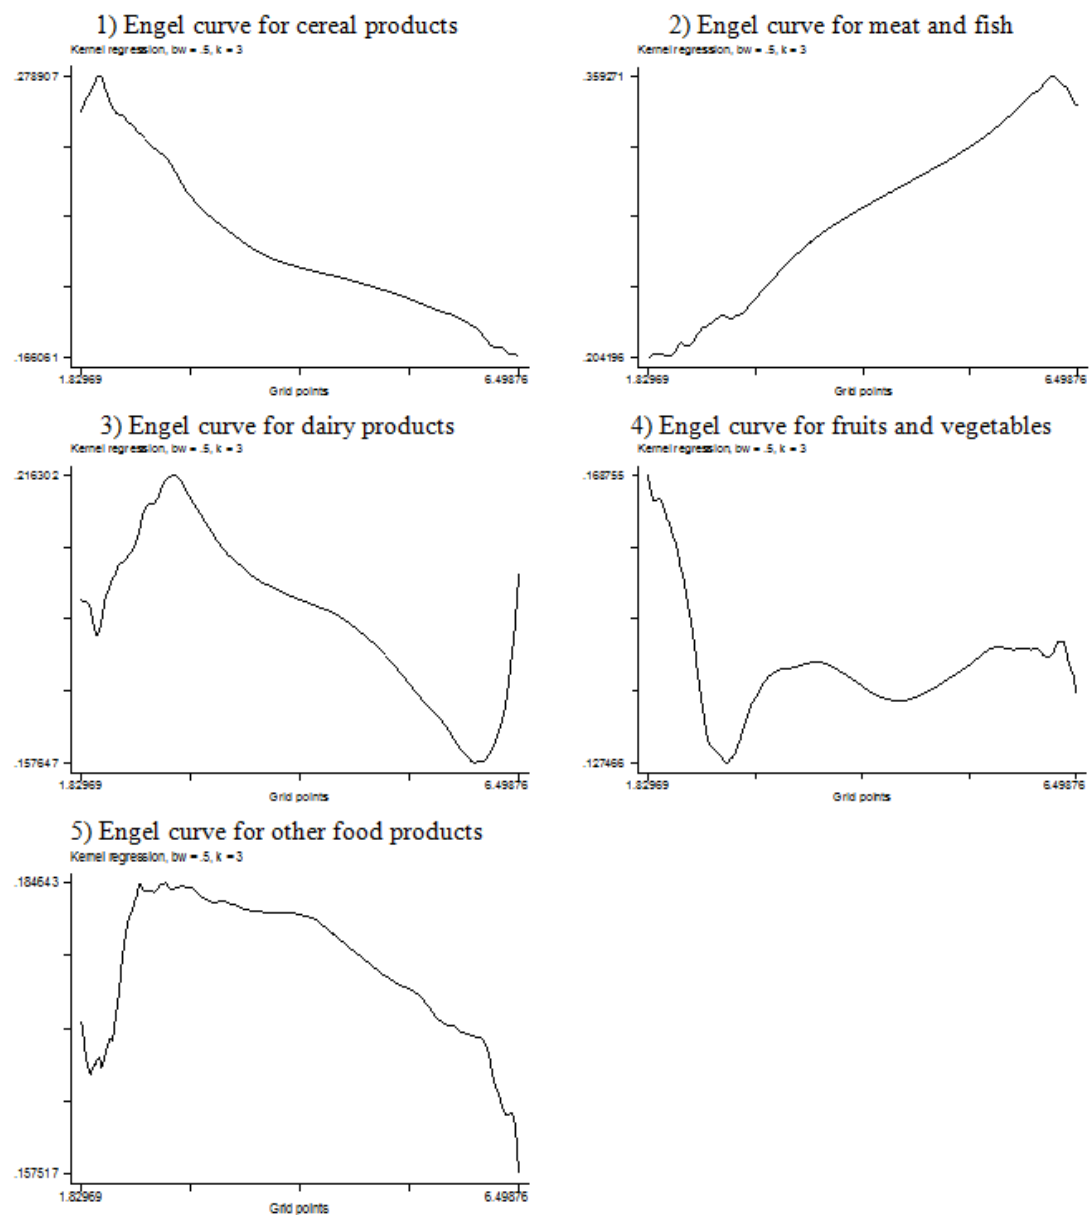 1) Engel curve for cereal products
Kernel regression, bw = .5, k = 3
.278907
.166061
1.82969
6.49876
Grid points
2) Engel curve for meat and fish
Kernel regression, bw = .5, k = 3
.359271
.204196
1.82969
6.49876
Grid points
3) Engel curve for dairy products
Kernel regression, bw = .5, k = 3
.216302
.157647
1.82969
6.49876
Grid points
4) Engel curve for fruits and vegetables
Kernel regression, bw = .5, k = 3
.168755
.127466
1.82969
6.49876
Grid points
5) Engel curve for other food products
Kernel regression, bw = .5, k = 3
.184643
.157517
1.82969
6.49876
Grid points